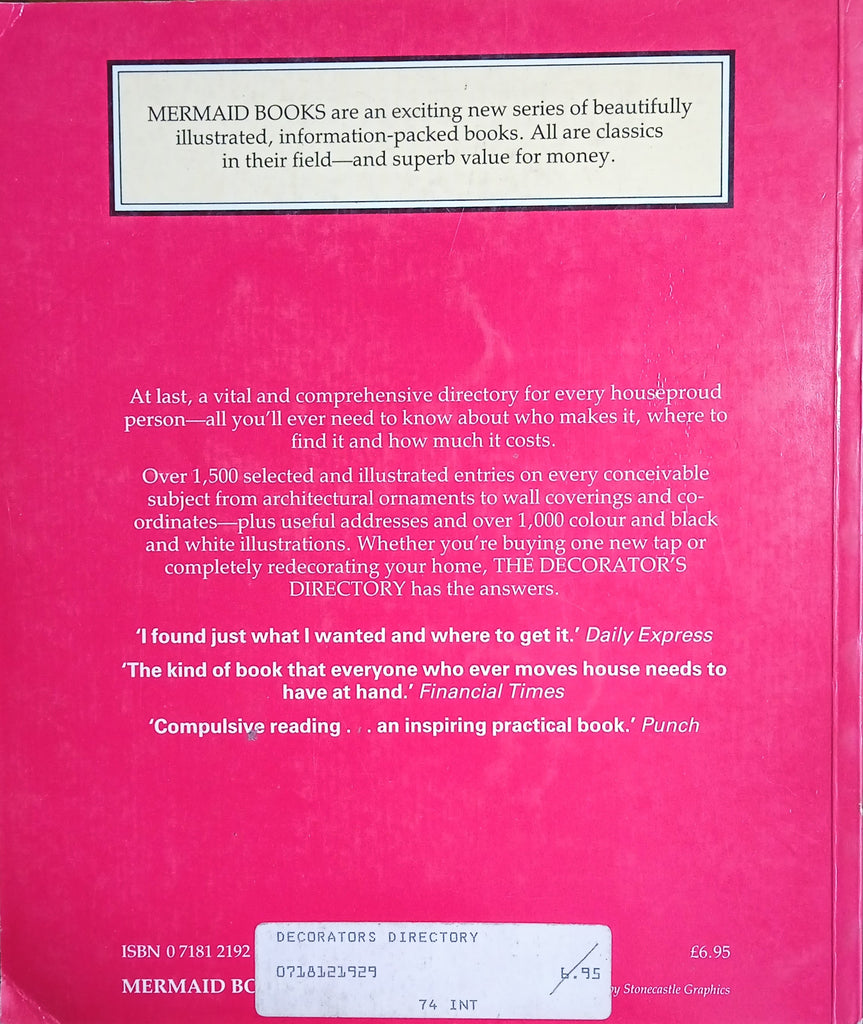 MERMAID BOOKS are an exciting new series of beautifully
illustrated, information-packed books. All are classics
in their field—and superb value for money.
At last, a vital and comprehensive directory for every houseproud
person—all you'll ever need to know about who makes it, where to
find it and how much it costs.
Over 1,500 selected and illustrated entries on every conceivable
subject from architectural ornaments to wall coverings and co-
ordinates—plus useful addresses and over 1,000 colour and black
and white illustrations. Whether you're buying one new tap or
completely redecorating your home, THE DECORATOR'S
DIRECTORY has the answers.
'I found just what I wanted and where to get it.' Daily Express
'The kind of book that everyone who ever moves house needs to
have at hand.' Financial Times
'Compulsive reading . . . an inspiring practical book.' Punch
ISBN 0 7181 2192
£6.95
MERMAID BO
by Stonecastle Graphics
DECORATORS DIRECTORY
0718121929
6.95
74 INT